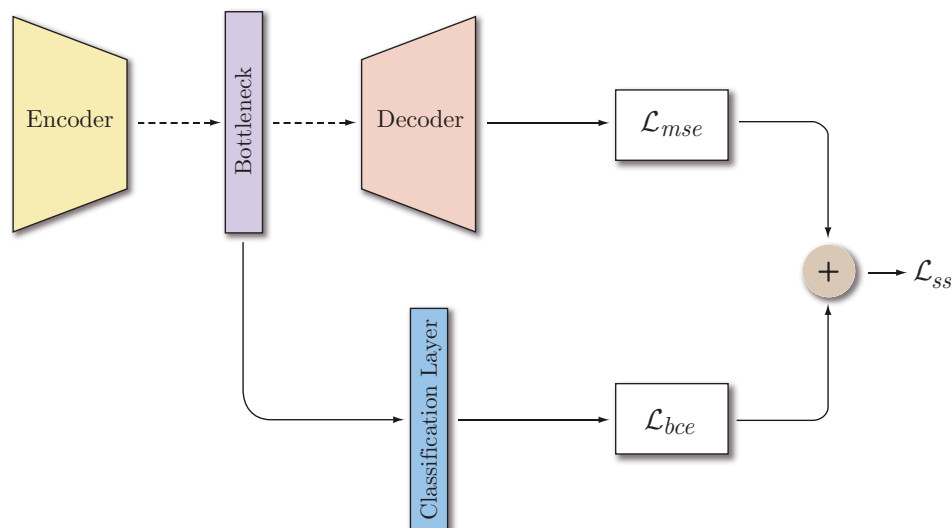 Encoder
Bottleneck
Decoder
ℒmse
+
ℒss
Classification Layer
ℒbce